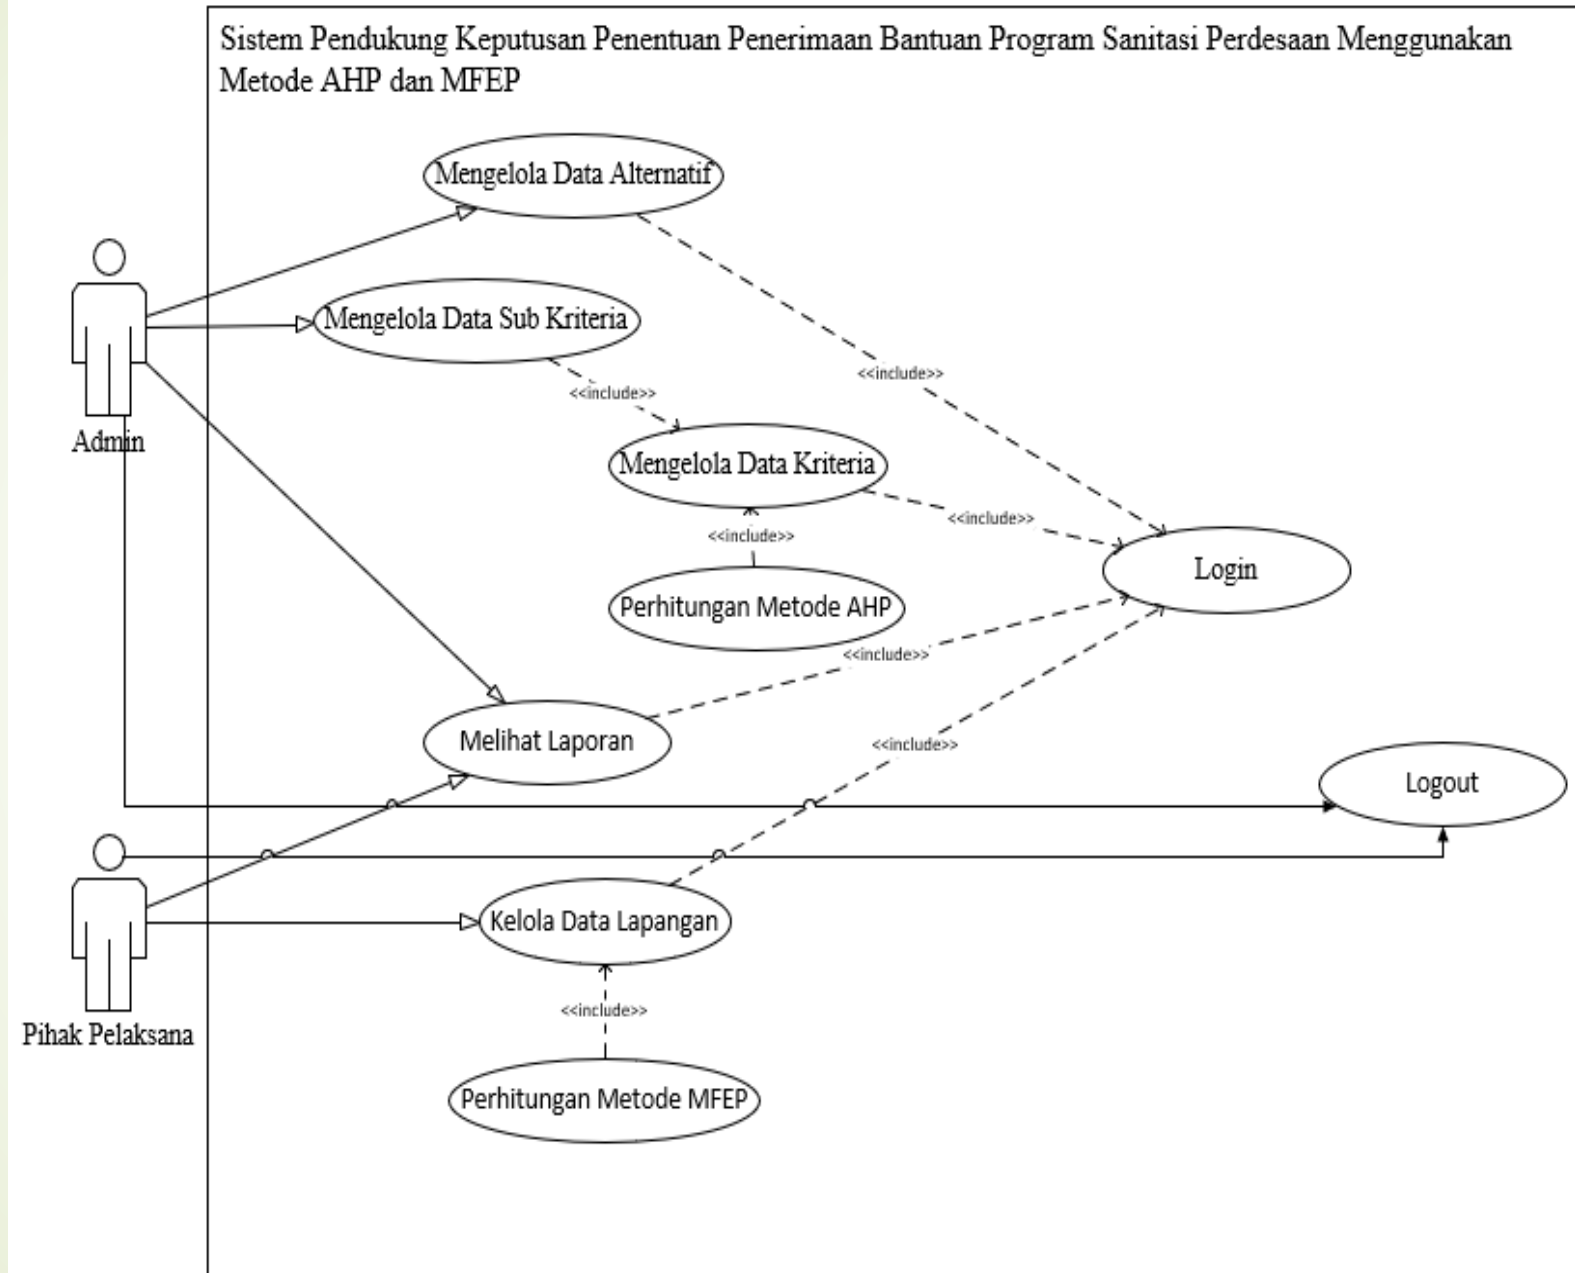 Sistem Pendukung Keputusan Penentuan Penerimaan Bantuan Program Sanitasi Perdesaan Menggunakan
Metode AHP dan MFEP
Mengelola Data Alternatif
Mengelola Data Sub Kriteria
<<include>>
<<include>>
Admin
Mengelola Data Kriteria
<<include>>
<<include>>
Login
Perhitungan Metode AHP
<<include>>
Melihat Laporan
<<include>>
Logout
Kelola Data Lapangan
<<include>>
Pihak Pelaksana
Perhitungan Metode MFEP